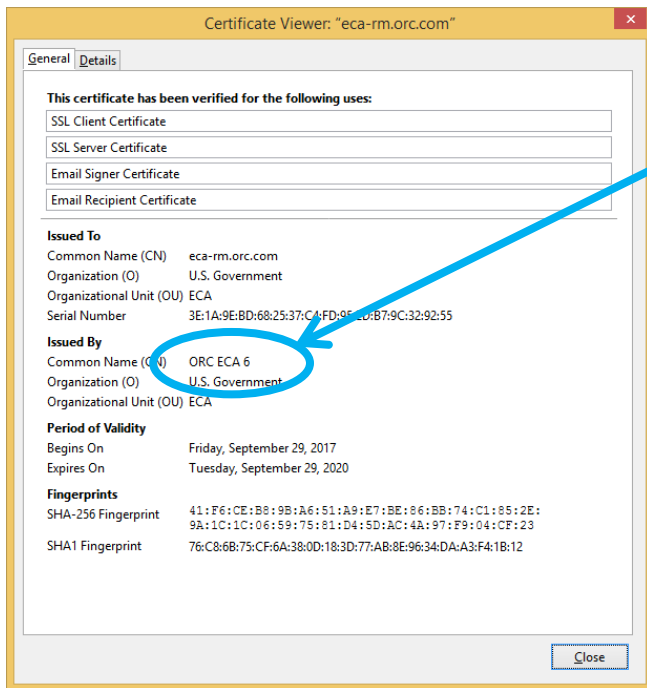 Certificate Viewer: “eca-rm.orc.com”
×
General Details
This certificate has been verified for the following uses:
SSL Client Certificate
SSL Server Certificate
Email Signer Certificate
Email Recipient Certificate
Issued To
Common Name (CN) eca-rm.orc.com
Organization (O) U.S. Government
Organizational Unit (OU) ECA
Serial Number 3E:1A:9E:BD:68:25:37:C4:FD:95:2D:B7:9C:32:92:55
Issued By
Common Name (CN) ORC ECA 6
Organization (O) U.S. Government
Organizational Unit (OU) ECA
Period of Validity
Begins On Friday, September 29, 2017
Expires On Tuesday, September 29, 2020
Fingerprints
SHA-256 Fingerprint 41:F6:CE:B8:9B:A6:51:A9:E7:BE:86:BB:74:C1:85:2E:
9A:1C:1C:06:59:75:81:D4:5D:AC:4A:97:F9:04:CF:23
SHA1 Fingerprint 76:C8:6B:75:CF:6A:38:0D:18:3D:77:AB:8E:96:34:DA:A3:F4:1B:12
Close